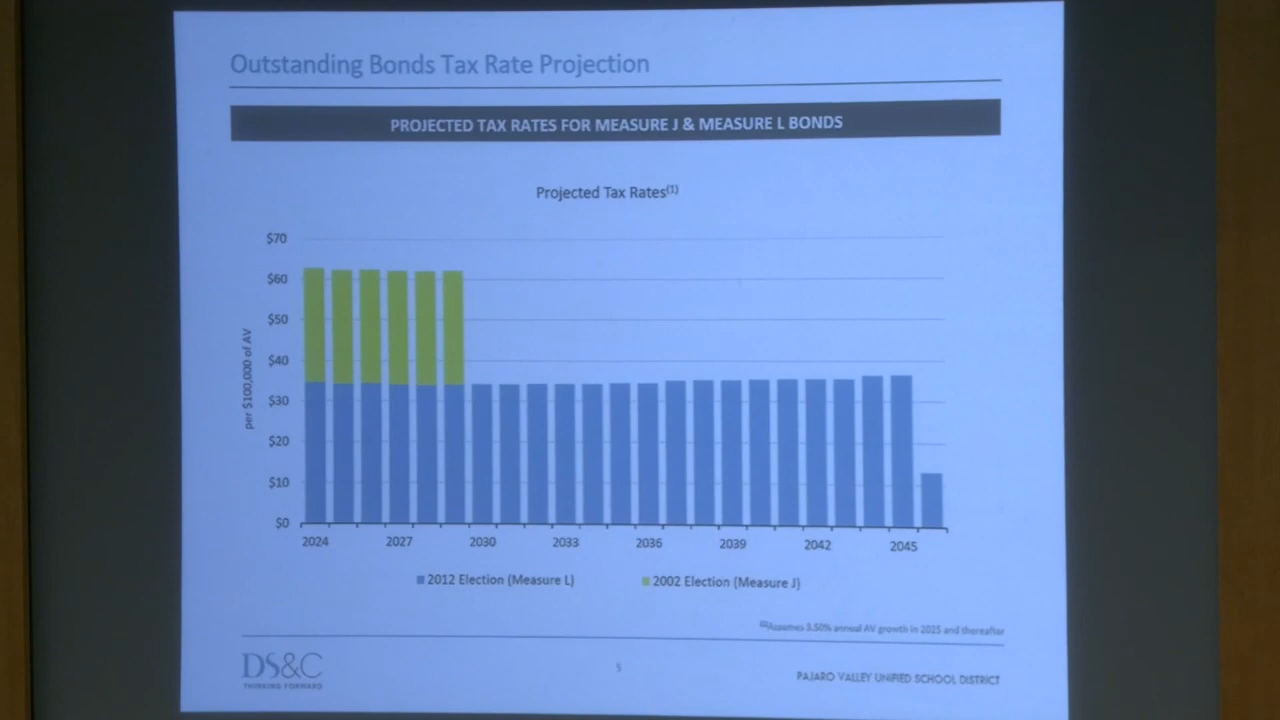 Outstanding Bonds Tax Rate Projection
PROJECTED TAX RATES FOR MEASURE J & MEASURE L BONDS
Projected Tax Rates(1)
$70
$60
$50
$40
$30
$20
$10
$0
per $100,000 of AV
2024 2027 2030 2033 2036 2039 2042 2045
2012 Election (Measure L) 2002 Election (Measure J)
(1)Assumes 3.50% annual AV growth in 2025 and thereafter
DS&C
THINKING FORWARD
5
PAJARO VALLEY UNIFIED SCHOOL DISTRICT